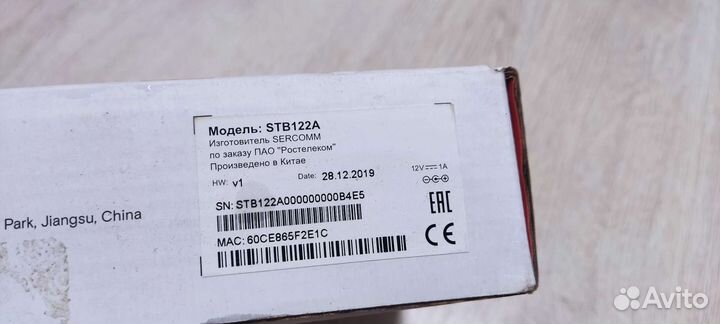 Модель: STB122A
Изготовитель SERCOMM
по заказу ПАО "Ростелеком"
Произведено в Китае
12V 1A
HW: v1 Date: 28.12.2019
SN: STB122A000000000B4E5
EAC
Park, Jiangsu, China
MAC: 60CE865F2E1C
CE
Avito